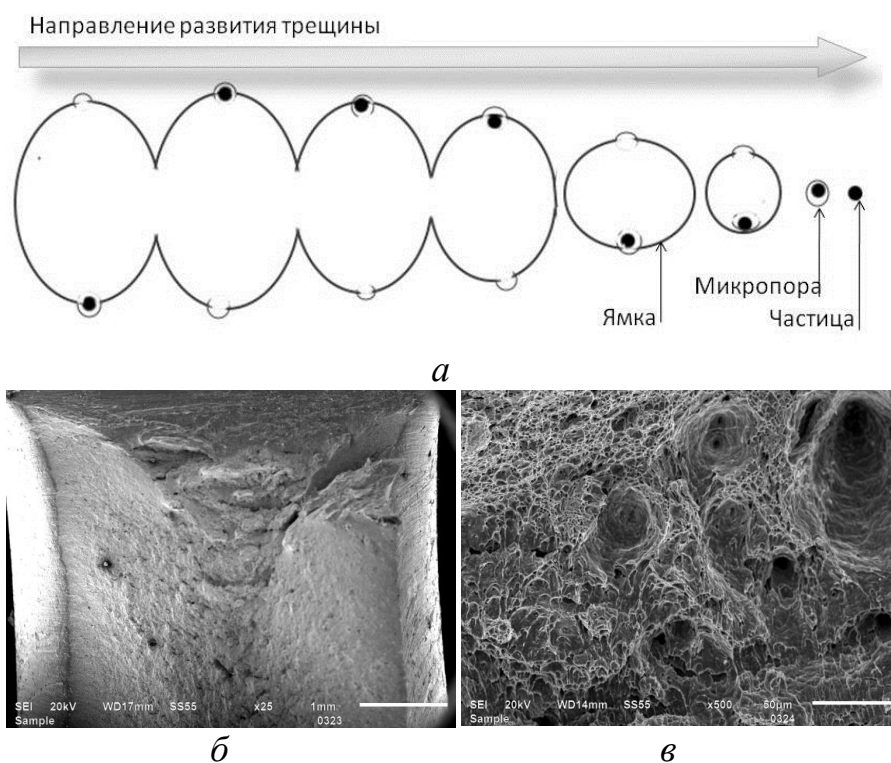 Направление развития трещины
Микропора
Ямка
Частица
а
SEI 20kV WD17mm SS55 x25 1mm
Sample 0323
SEI 20kV WD14mm SS55 x500 50µm
Sample 0324
б
в